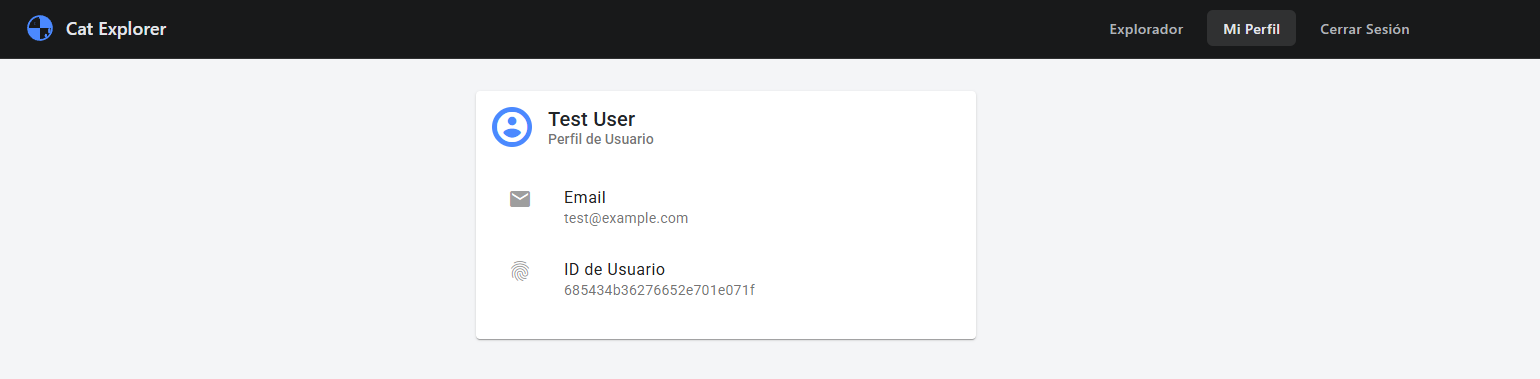 Cat Explorer
Explorador
Mi Perfil
Cerrar Sesión
Test User
Perfil de Usuario
Email
test@example.com
ID de Usuario
685434b36276652e701e071f